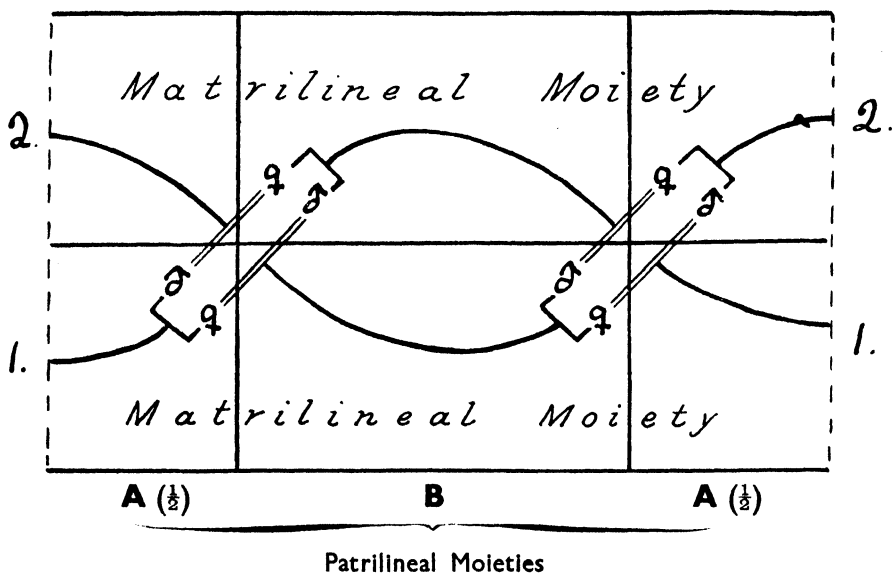 Matrilineal Moiety
2. 2.
♀ ♂ ♀ ♂
♂ ♀ ♂ ♀
1. 1.
Matrilineal Moiety
A (½) B A (½)
Patrilineal Moieties